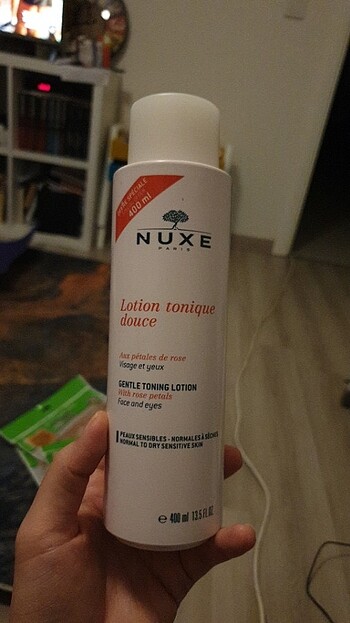 400 ml
NUXE
PARIS
Lotion tonique
douce
Aux pétales de rose
Visage et yeux
GENTLE TONING LOTION
With rose petals
Face and eyes
PEAUX SENSIBLES - NORMALES À SÈCHES
NORMAL TO DRY SENSITIVE SKIN
e 400 ml 13.5 FL.OZ.